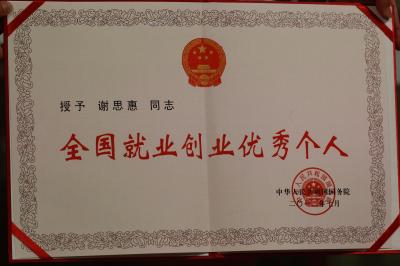 授予 谢思惠 同志
全国就业创业优秀个人
中华人民共和国国务院